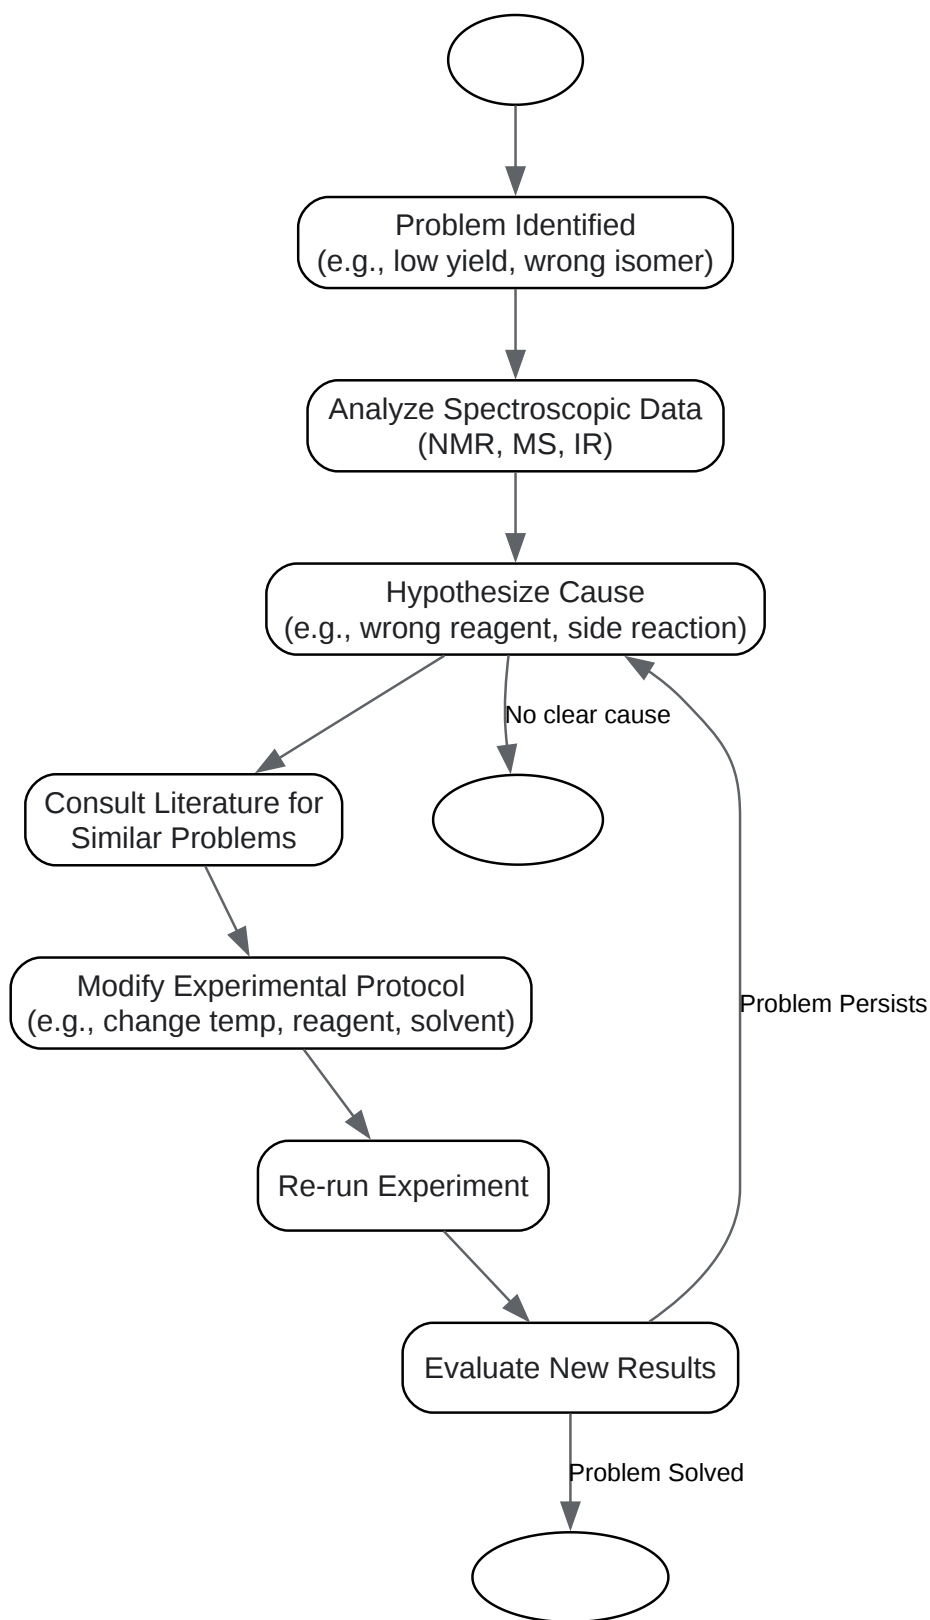 Problem Identified
(e.g., low yield, wrong isomer)
Analyze Spectroscopic Data
(NMR, MS, IR)
Hypothesize Cause
(e.g., wrong reagent, side reaction)
No clear cause
Consult Literature for
Similar Problems
Modify Experimental Protocol
(e.g., change temp, reagent, solvent)
Problem Persists
Re-run Experiment
Evaluate New Results
Problem Solved